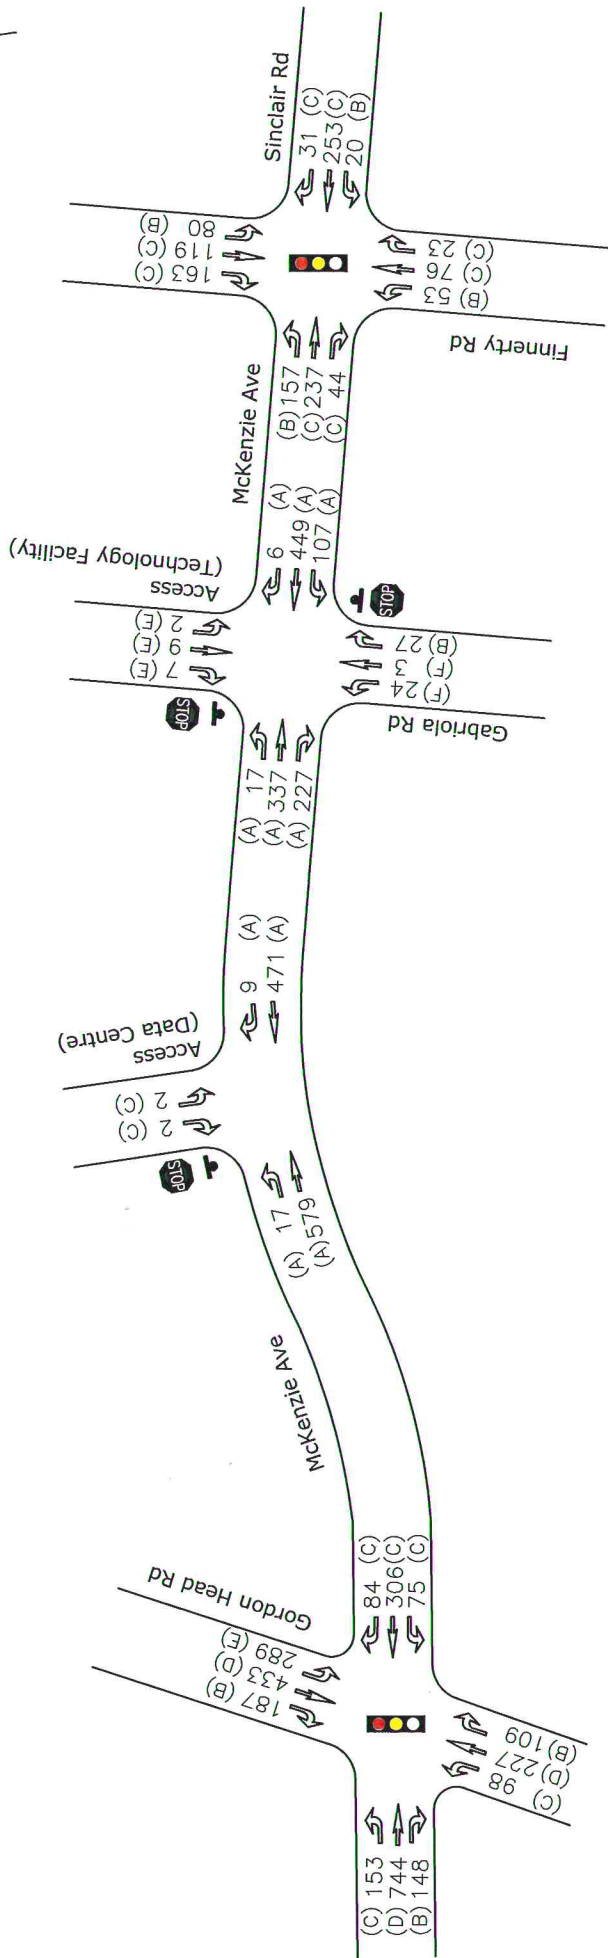 Sinclair Rd
31 (C)
253 (C)
20 (B)
80 (B)
119 (C)
163 (C)
(C) 23
(C) 76
(B) 53
Finnerty Rd
McKenzie Ave
(B) 157
(C) 237
(C) 44
6 (A)
449 (A)
107 (A)
Access
(Technology Facility)
2 (E)
9 (E)
7 (E)
STOP
STOP
(B) 27
(F) 3
(F) 24
Gabriola Rd
(A) 17
(A) 337
(A) 227
9 (A)
471 (A)
Access
(Data Centre)
2 (C)
2 (C)
STOP
(A) 17
(A) 579
McKenzie Ave
84 (C)
306 (C)
75 (C)
Gordon Head Rd
289 (E)
433 (D)
187 (B)
(B) 109
(D) 227
(C) 98
(C) 153
(D) 744
(B) 148